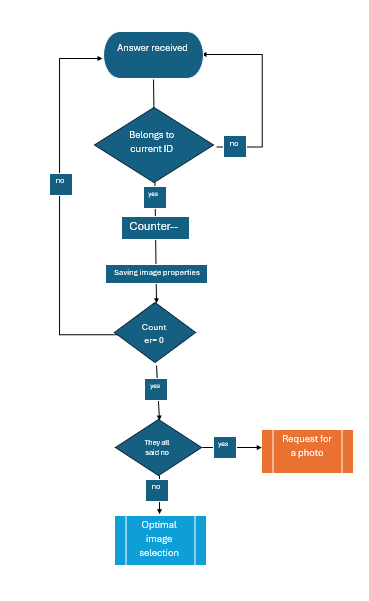 Answer received
Belongs to
current ID
no
yes
no
Counter--
Saving image properties
Count
er= 0
yes
They all
said no
yes
Request for
a photo
no
Optimal
image
selection